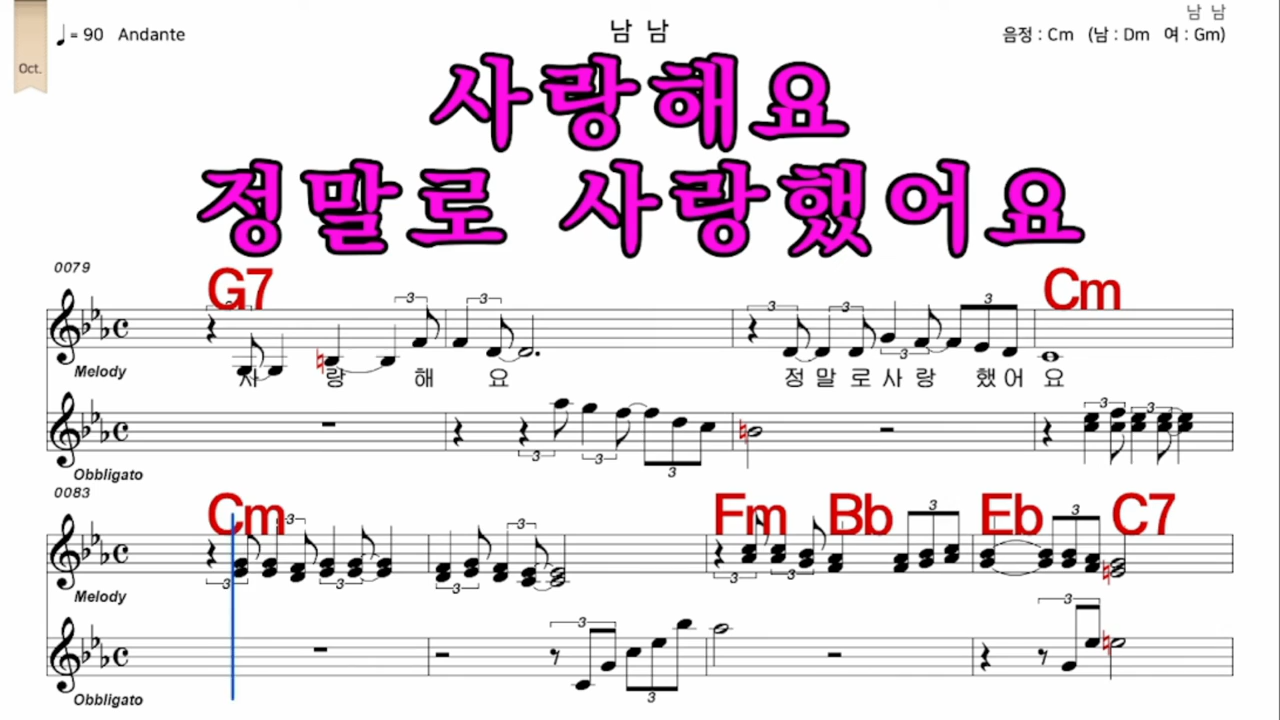 남 남
♩= 90 Andante
남 남
음정 : Cm (남 : Dm 여 : Gm)
Oct.
사랑해요
정말로 사랑했어요
0079
G7 Cm
Melody
사 랑 해 요 정 말 로 사 랑 했 어 요
Obbligato
0083
Cm Fm Bb Eb C7
Melody
Obbligato